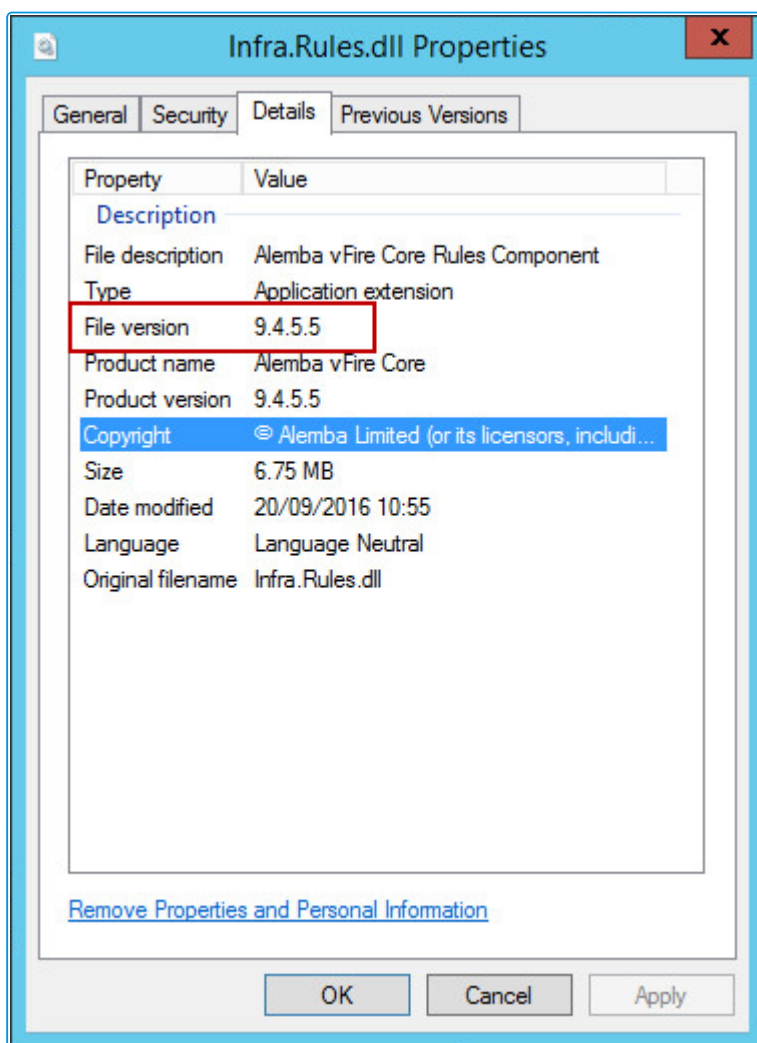 Infra.Rules.dll Properties
x
General Security Details Previous Versions
Property Value
Description
File description Alemba vFire Core Rules Component
Type Application extension
File version 9.4.5.5
Product name Alemba vFire Core
Product version 9.4.5.5
Copyright © Alemba Limited (or its licensors, includi...
Size 6.75 MB
Date modified 20/09/2016 10:55
Language Language Neutral
Original filename Infra.Rules.dll
Remove Properties and Personal Information
OK Cancel Apply